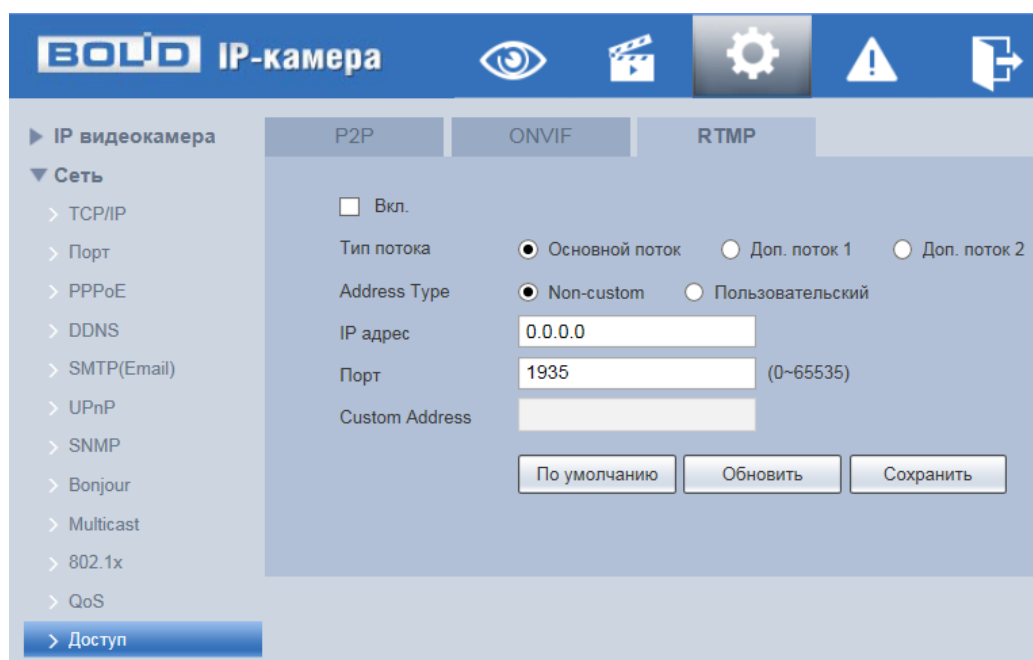 BOLID IP-камера
IP видеокамера
Сеть
TCP/IP
Порт
PPPoE
DDNS
SMTP(Email)
UPnP
SNMP
Bonjour
Multicast
802.1x
QoS
Доступ
P2P ONVIF RTMP
Вкл.
Тип потока Основной поток Доп. поток 1 Доп. поток 2
Address Type Non-custom Пользовательский
IP адрес 0.0.0.0
Порт 1935 (0~65535)
Custom Address
По умолчанию Обновить Сохранить